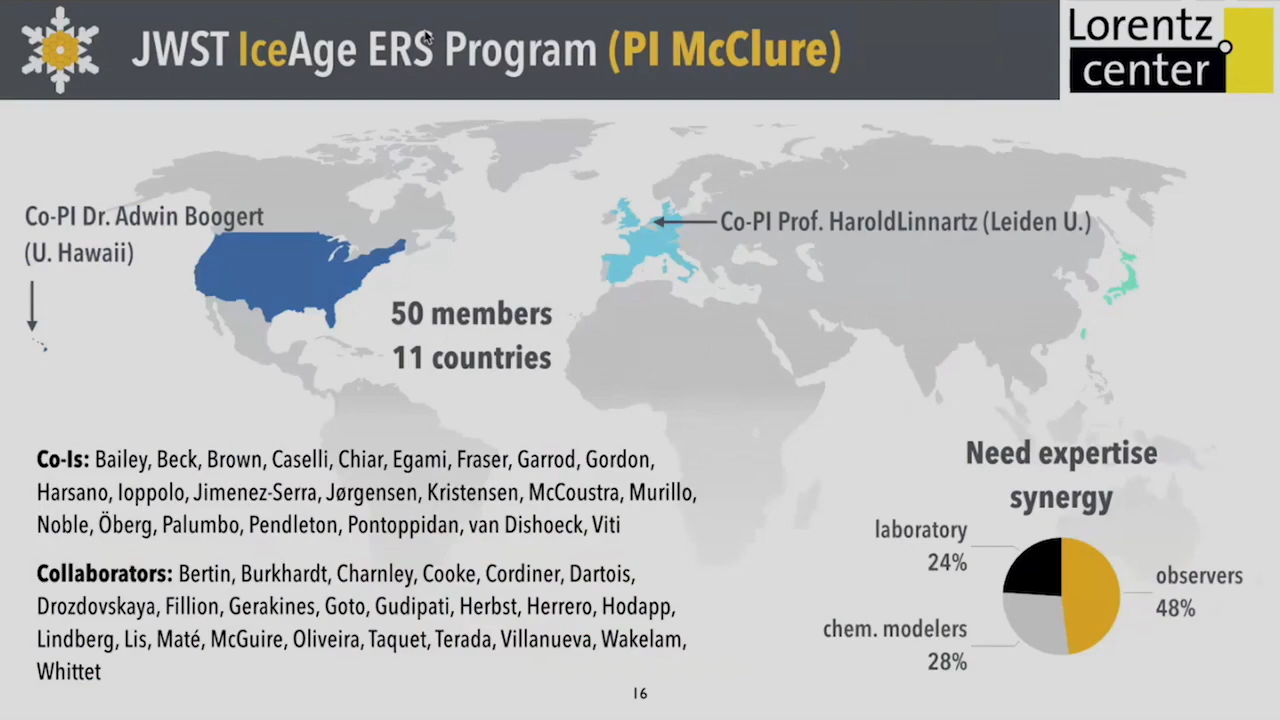 JWST IceAge ERS Program (PI McClure)
Lorentz
center
Co-PI Dr. Adwin Boogert
(U. Hawaii)
Co-PI Prof. HaroldLinnartz (Leiden U.)
50 members
11 countries
Co-Is: Bailey, Beck, Brown, Caselli, Chiar, Egami, Fraser, Garrod, Gordon,
Harsano, Ioppolo, Jimenez-Serra, Jørgensen, Kristensen, McCoustra, Murillo,
Noble, Öberg, Palumbo, Pendleton, Pontoppidan, van Dishoeck, Viti
Collaborators: Bertin, Burkhardt, Charnley, Cooke, Cordiner, Dartois,
Drozdovskaya, Fillion, Gerakines, Goto, Gudipati, Herbst, Herrero, Hodapp,
Lindberg, Lis, Maté, McGuire, Oliveira, Taquet, Terada, Villanueva, Wakelam,
Whittet
Need expertise
synergy
laboratory
24%
observers
48%
chem. modelers
28%
16